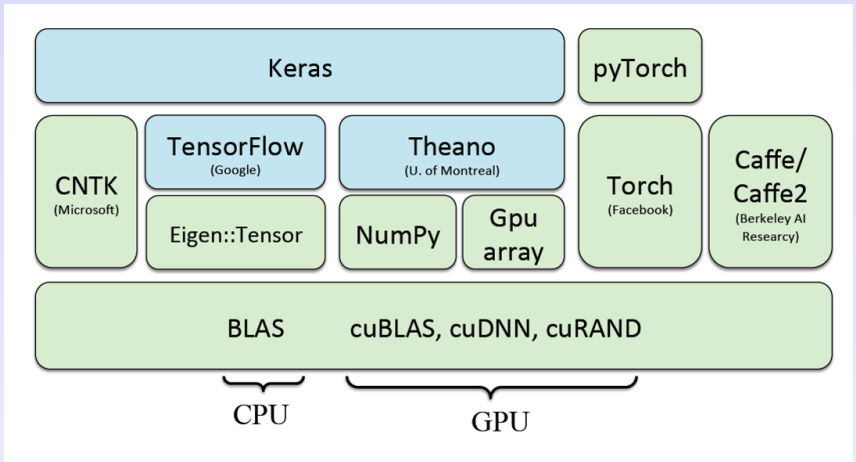 Keras
pyTorch
CNTK
(Microsoft)
TensorFlow
(Google)
Theano
(U. of Montreal)
Torch
(Facebook)
Caffe/
Caffe2
(Berkeley AI
Researcy)
Eigen::Tensor
NumPy
Gpu
array
BLAS
cuBLAS, cuDNN, cuRAND
CPU
GPU